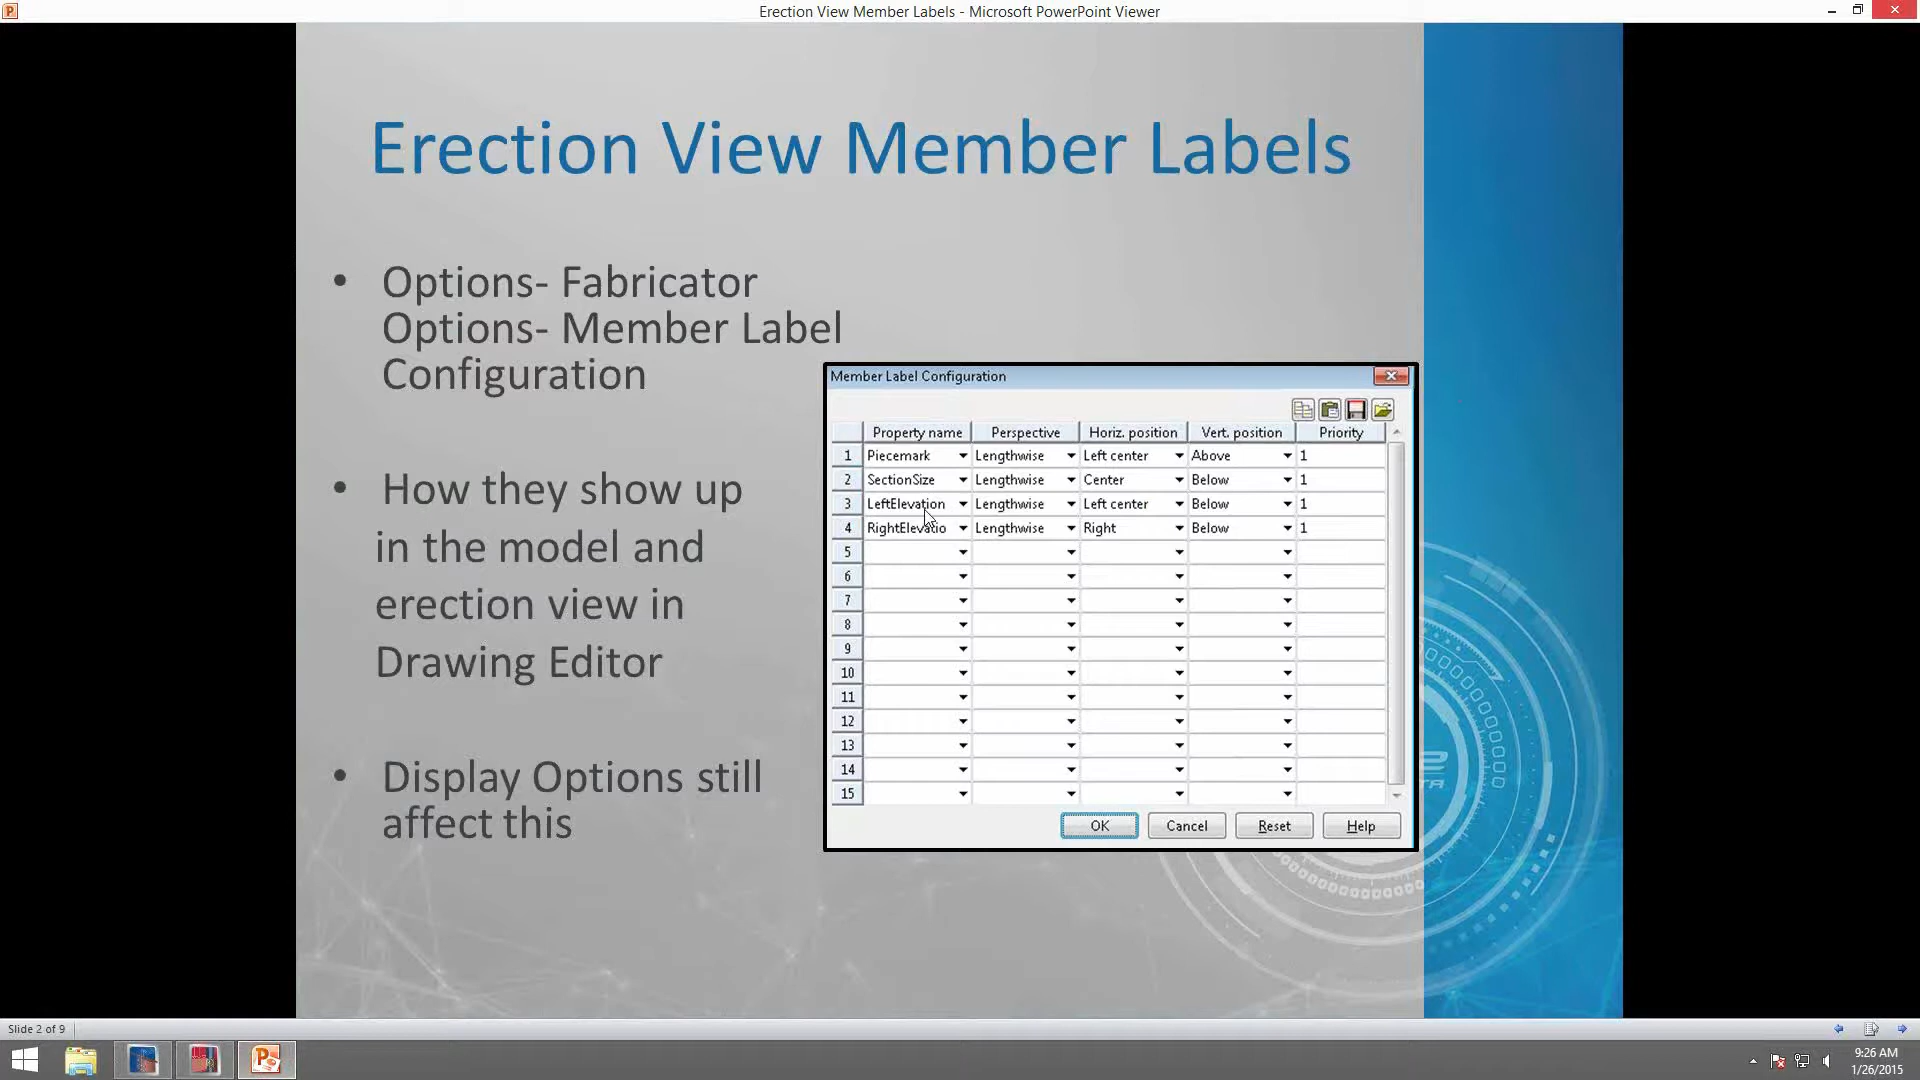 Erection View Member Labels - Microsoft PowerPoint Viewer
Erection View Member Labels
• Options- Fabricator
Options- Member Label
Configuration
• How they show up
in the model and
erection view in
Drawing Editor
• Display Options still
affect this
Member Label Configuration
Property name Perspective Horiz. position Vert. position Priority
1 Piecemark Lengthwise Left center Above 1
2 SectionSize Lengthwise Center Below 1
3 LeftElevation Lengthwise Left center Below 1
4 RightElevatio Lengthwise Right Below 1
5
6
7
8
9
10
11
12
13
14
15
OK Cancel Reset Help
Slide 2 of 9
9:26 AM
1/26/2015